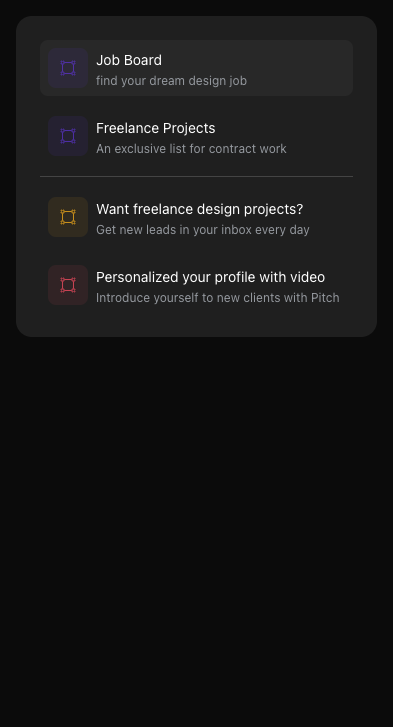 Job Board
find your dream design job
Freelance Projects
An exclusive list for contract work
Want freelance design projects?
Get new leads in your inbox every day
Personalized your profile with video
Introduce yourself to new clients with Pitch